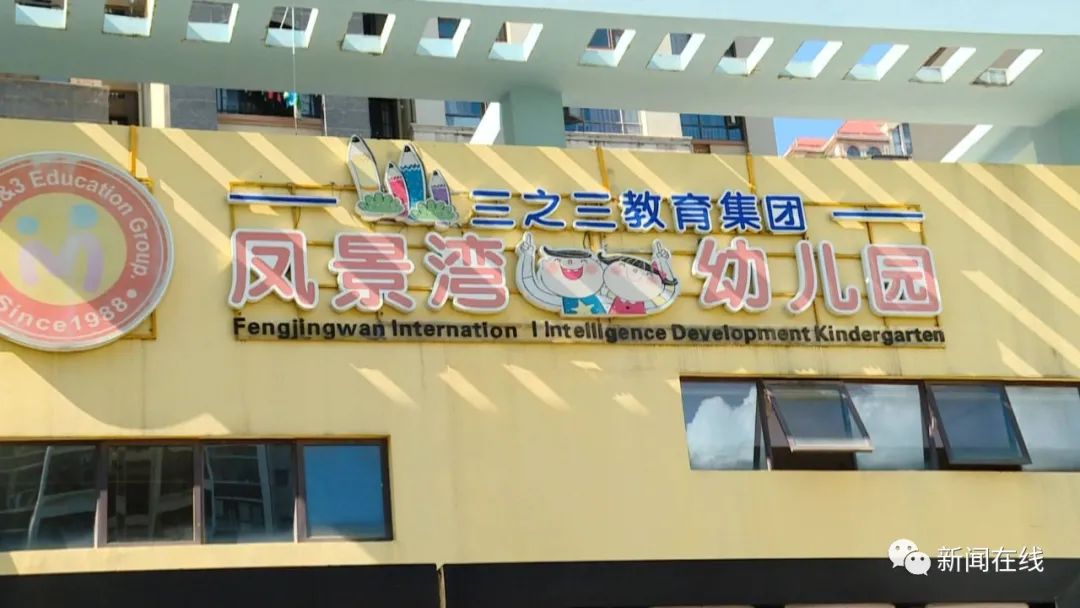 &3 Education Group
Since1988
三之三教育集团
凤景湾 幼儿园
Fengjingwan Internation l Intelligence Development Kindergarten
新闻在线